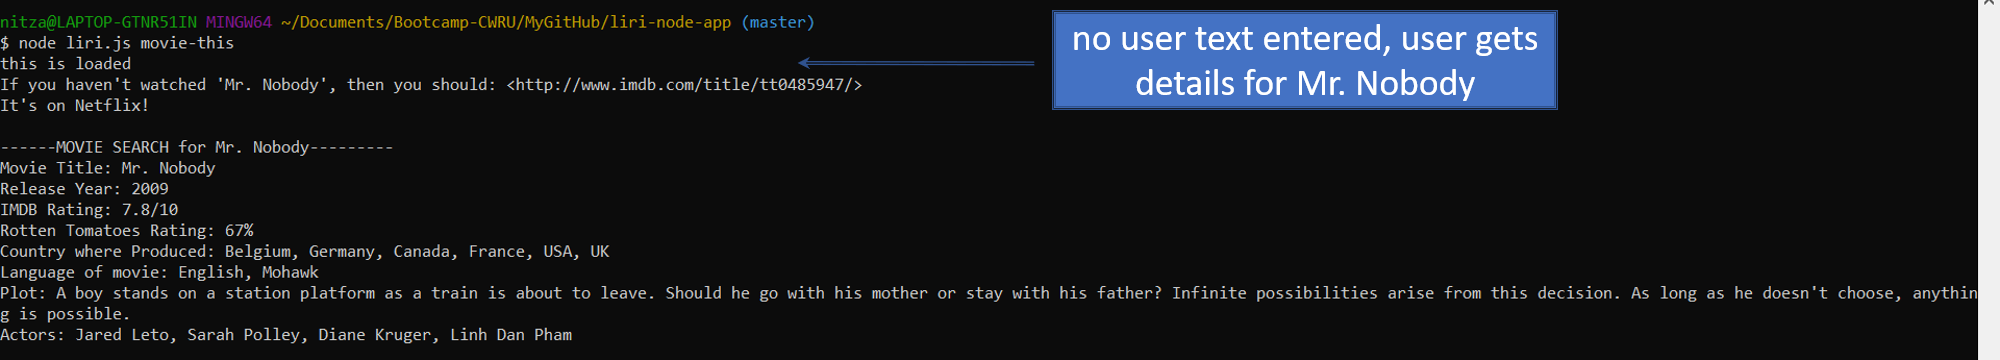 nitza@LAPTOP-GTNR51IN MINGW64 ~/Documents/Bootcamp-CWRU/MyGitHub/liri-node-app (master)
$ node liri.js movie-this
this is loaded
If you haven't watched 'Mr. Nobody', then you should: <http://www.imdb.com/title/tt0485947/>
It's on Netflix!
no user text entered, user gets
details for Mr. Nobody
------MOVIE SEARCH for Mr. Nobody---------
Movie Title: Mr. Nobody
Release Year: 2009
IMDB Rating: 7.8/10
Rotten Tomatoes Rating: 67%
Country where Produced: Belgium, Germany, Canada, France, USA, UK
Language of movie: English, Mohawk
Plot: A boy stands on a station platform as a train is about to leave. Should he go with his mother or stay with his father? Infinite possibilities arise from this decision. As long as he doesn't choose, anythin
g is possible.
Actors: Jared Leto, Sarah Polley, Diane Kruger, Linh Dan Pham